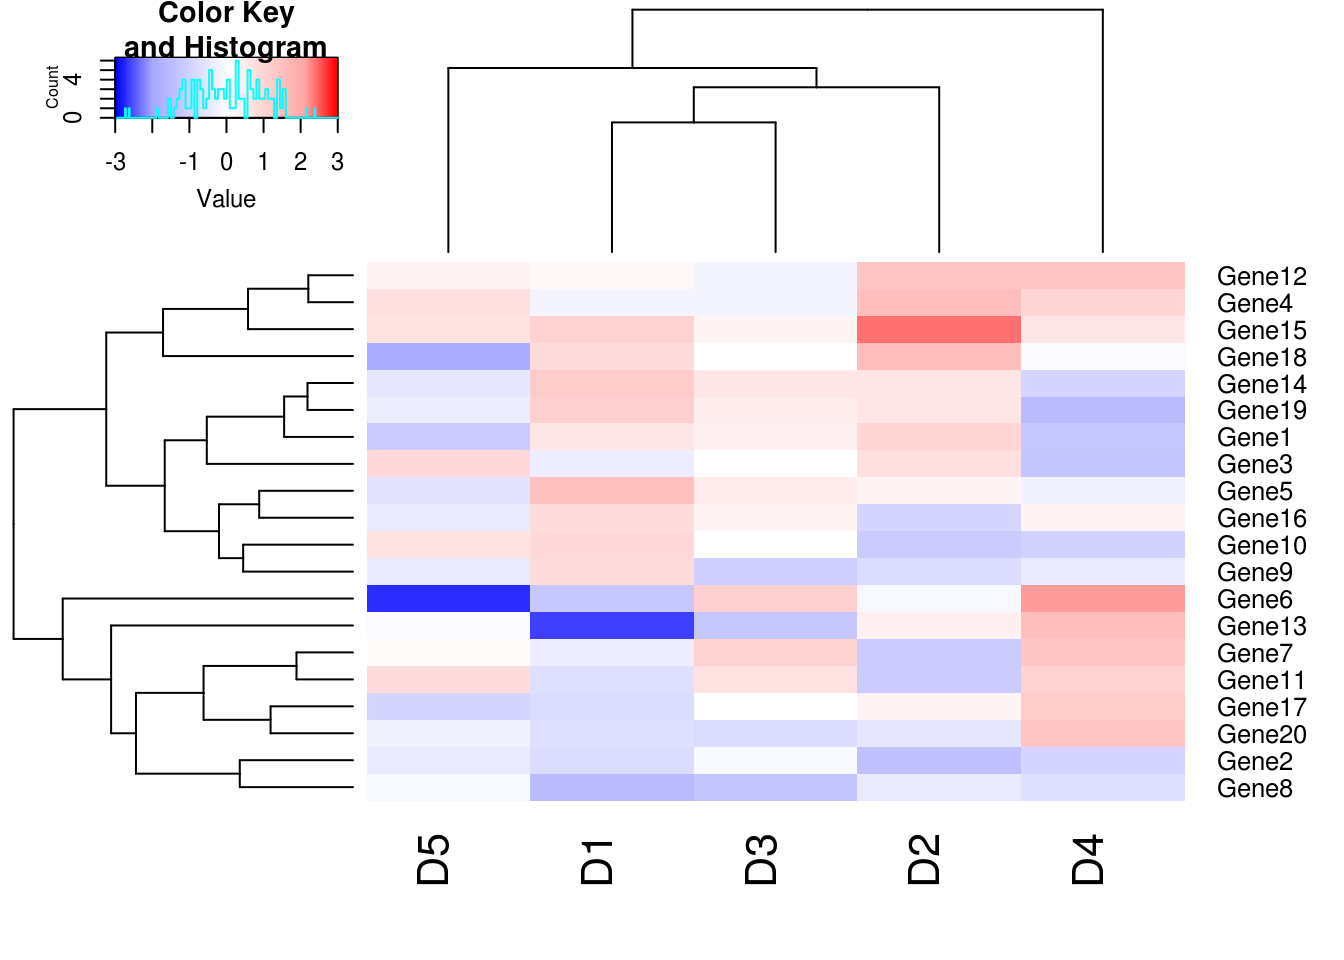 Color Key
and Histogram
Count
0 4
-3 -1 0 1 2 3
Value
Gene12
Gene4
Gene15
Gene18
Gene14
Gene19
Gene1
Gene3
Gene5
Gene16
Gene10
Gene9
Gene6
Gene13
Gene7
Gene11
Gene17
Gene20
Gene2
Gene8
D5 D1 D3 D2 D4